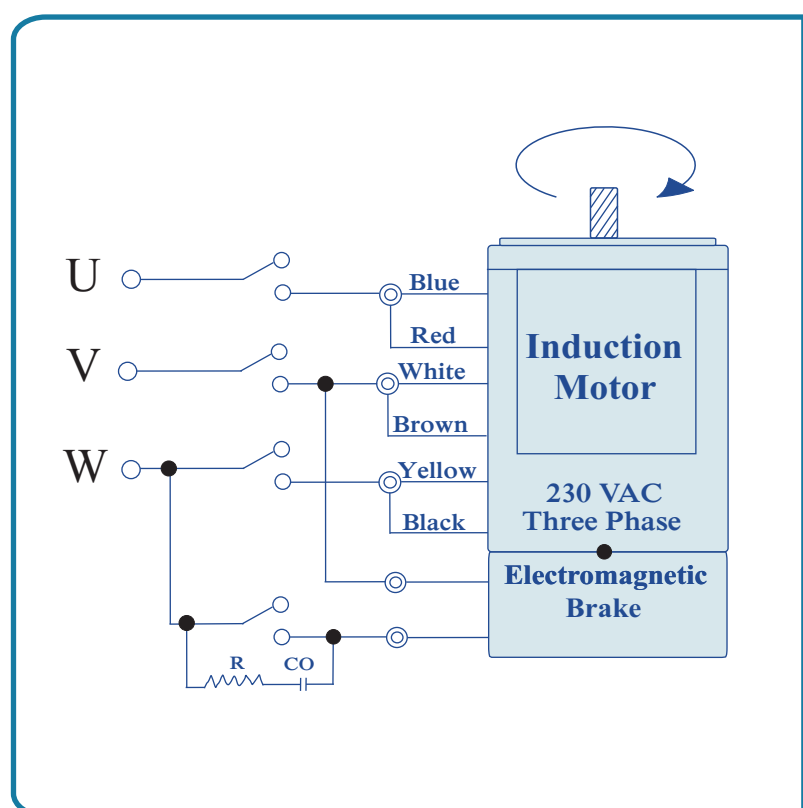 U
Blue
Red
V
White
Brown
W
Yellow
Black
Induction
Motor
230 VAC
Three Phase
Electromagnetic
Brake
R
CO